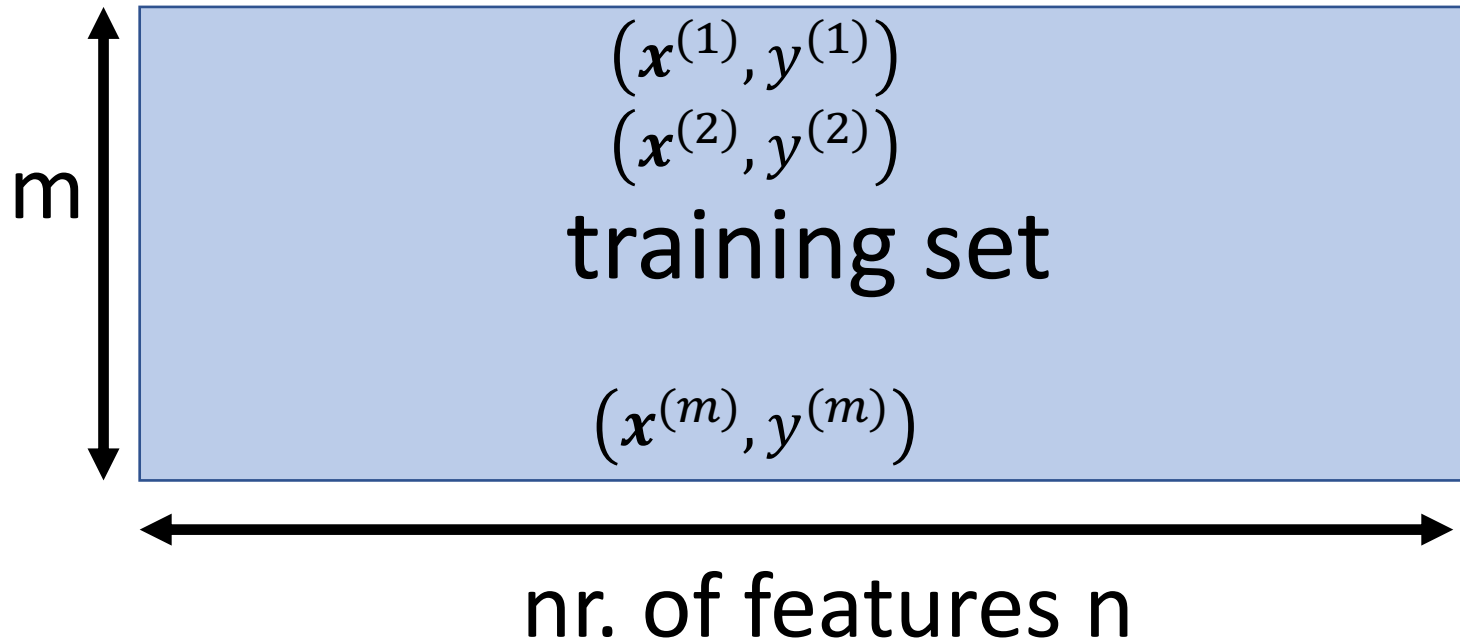 (𝒙^(1), y^(1))
(𝒙^(2), y^(2))
m
training set
(𝒙^(m), y^(m))
nr. of features n